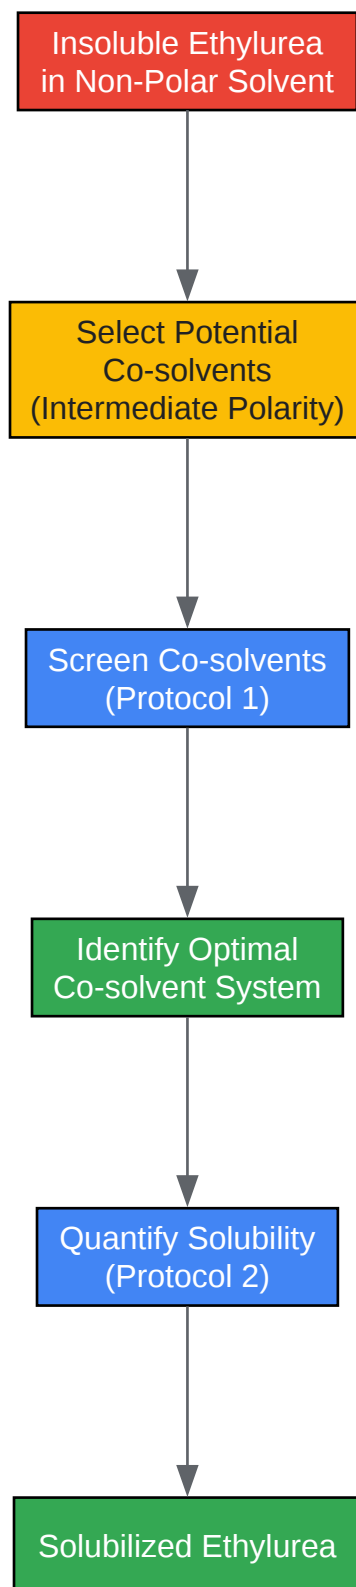 Insoluble Ethylurea
in Non-Polar Solvent
Select Potential
Co-solvents
(Intermediate Polarity)
Screen Co-solvents
(Protocol 1)
Identify Optimal
Co-solvent System
Quantify Solubility
(Protocol 2)
Solubilized Ethylurea